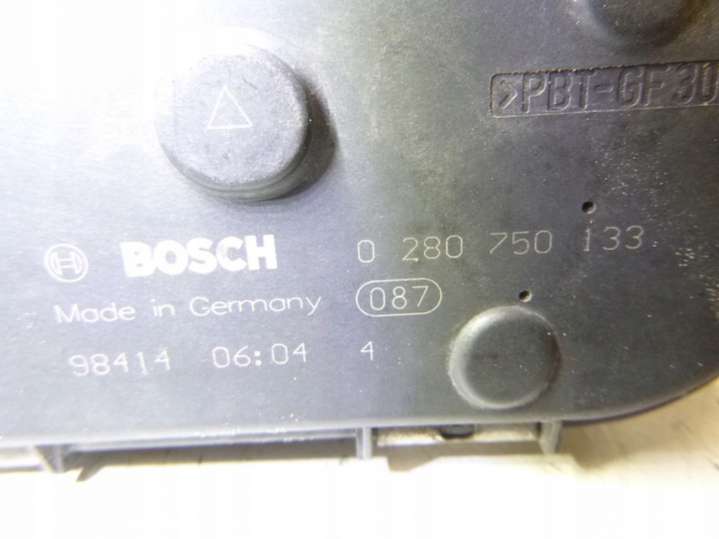 >PBT-GF30
BOSCH 0 280 750 133
Made in Germany 087
98414 06:04 4